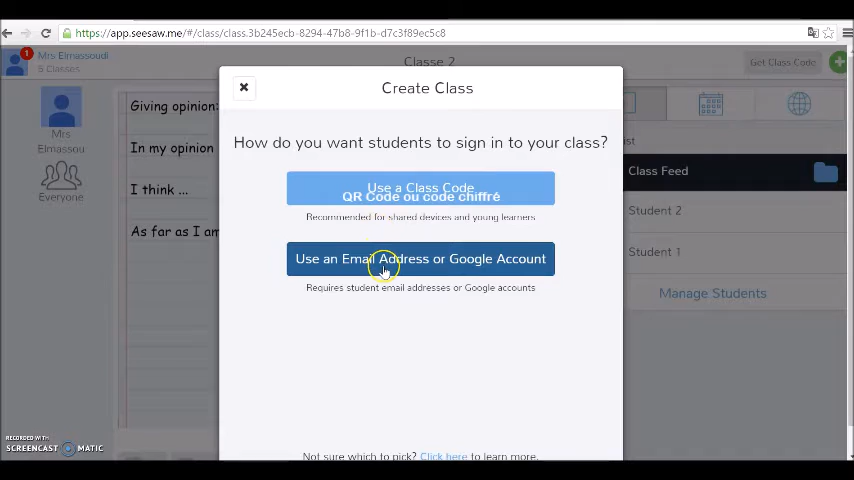 https://app.seesaw.me/#/class/class.3b245ecb-8294-47b8-9f1b-d7c3f89ec5c8
1
Mrs Elmassoudi
5 Classes
Classe 2
Get Class Code
Create Class
Mrs
Elmassou
Everyone
Giving opinion:
In my opinion
I think ...
As far as I am
How do you want students to sign in to your class?
Use a Class Code
QR Code ou code chiffré
Recommended for shared devices and young learners
Use an Email Address or Google Account
Requires student email addresses or Google accounts
Not sure which to pick? Click here to learn more.
list
Class Feed
Student 2
Student 1
Manage Students
RECORDED WITH
SCREENCAST MATIC